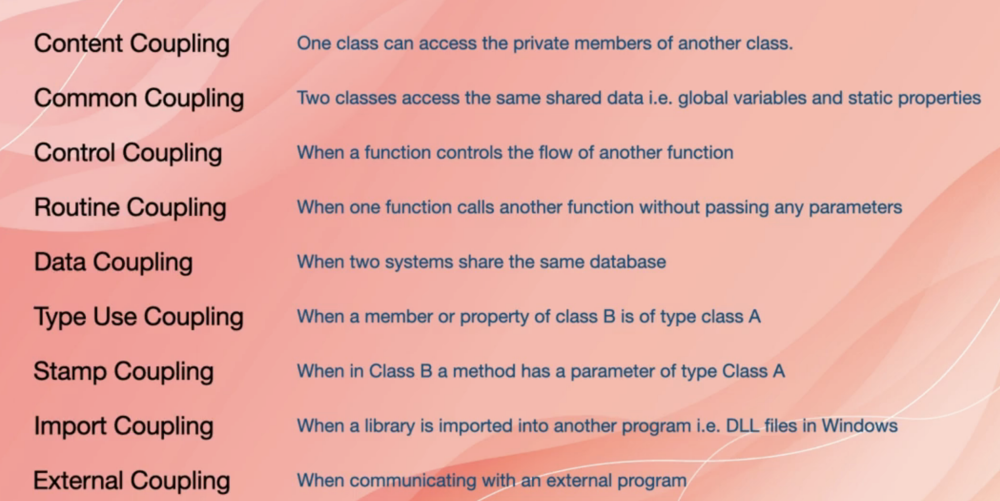 Content Coupling One class can access the private members of another class.
Common Coupling Two classes access the same shared data i.e. global variables and static properties
Control Coupling When a function controls the flow of another function
Routine Coupling When one function calls another function without passing any parameters
Data Coupling When two systems share the same database
Type Use Coupling When a member or property of class B is of type class A
Stamp Coupling When in Class B a method has a parameter of type Class A
Import Coupling When a library is imported into another program i.e. DLL files in Windows
External Coupling When communicating with an external program